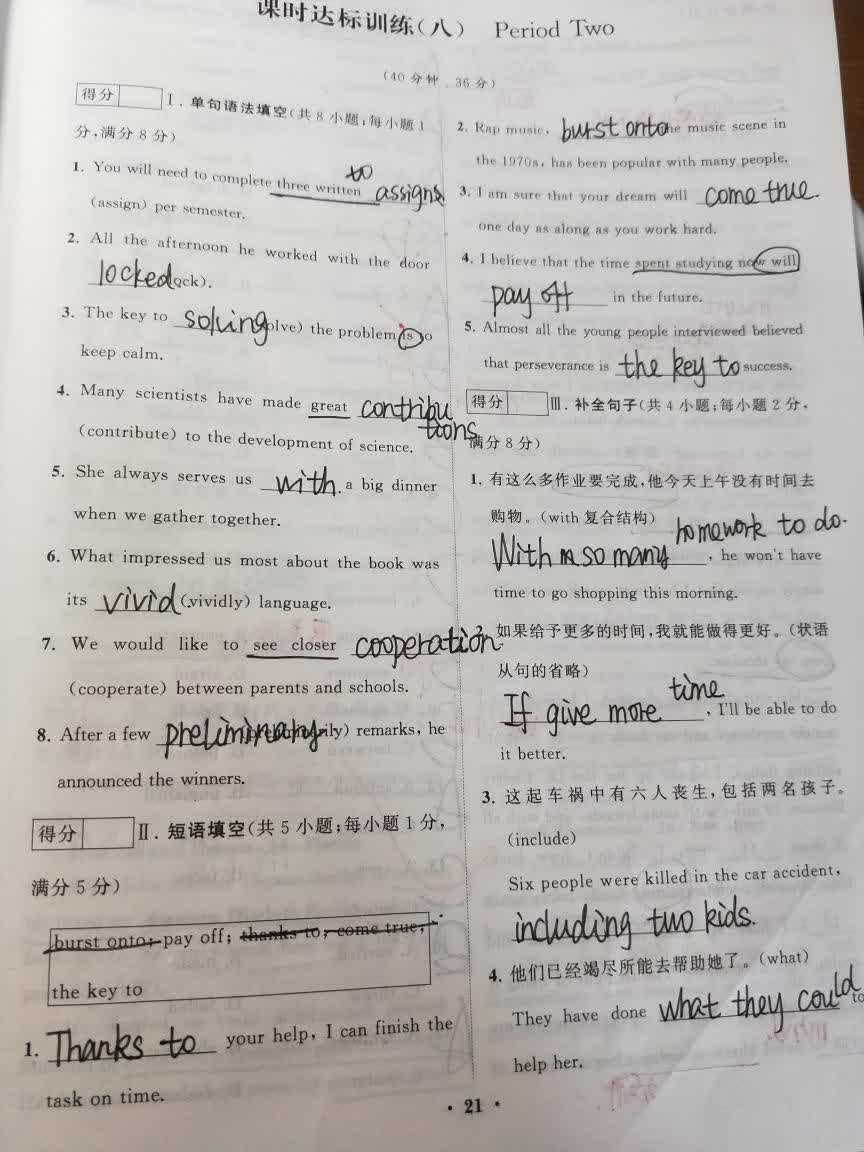 课时达标训练(八) Period Two
(40分钟 36分)
得分 Ⅰ. 单句语法填空(共8小题;每小题1
分,满分8分)
1. You will need to complete three written to assigns
(assign) per semester.
2. All the afternoon he worked with the door
locked ock).
3. The key to solving olve) the problem is to
keep calm.
4. Many scientists have made great contribu
tions
(contribute) to the development of science.
5. She always serves us with. a big dinner
when we gather together.
6. What impressed us most about the book was
its vivid (vividly) language.
7. We would like to see closer cooperation
(cooperate) between parents and schools.
8. After a few preliminary ily) remarks, he
announced the winners.
得分 Ⅱ. 短语填空(共5小题;每小题1分,
满分5分)
burst onto; pay off; thanks to; come true;
the key to
1. Thanks to your help, I can finish the
task on time.
2. Rap music, burst onto he music scene in
the 1970s, has been popular with many people.
3. I am sure that your dream will come true.
one day as along as you work hard.
4. I believe that the time spent studying now will
pay off in the future.
5. Almost all the young people interviewed believed
that perseverance is the key to success.
得分 Ⅲ. 补全句子(共4小题;每小题2分,
满分8分)
1. 有这么多作业要完成,他今天上午没有时间去
购物。(with复合结构)
homework to do.
With so many, he won't have
time to go shopping this morning.
2. 如果给予更多的时间,我就能做得更好。(状语
从句的省略)
time
If give more, I'll be able to do
it better.
3. 这起车祸中有六人丧生,包括两名孩子。
(include)
Six people were killed in the car accident,
including two kids.
4. 他们已经竭尽所能去帮助她了。(what)
They have done what they could to
help her.
· 21 ·